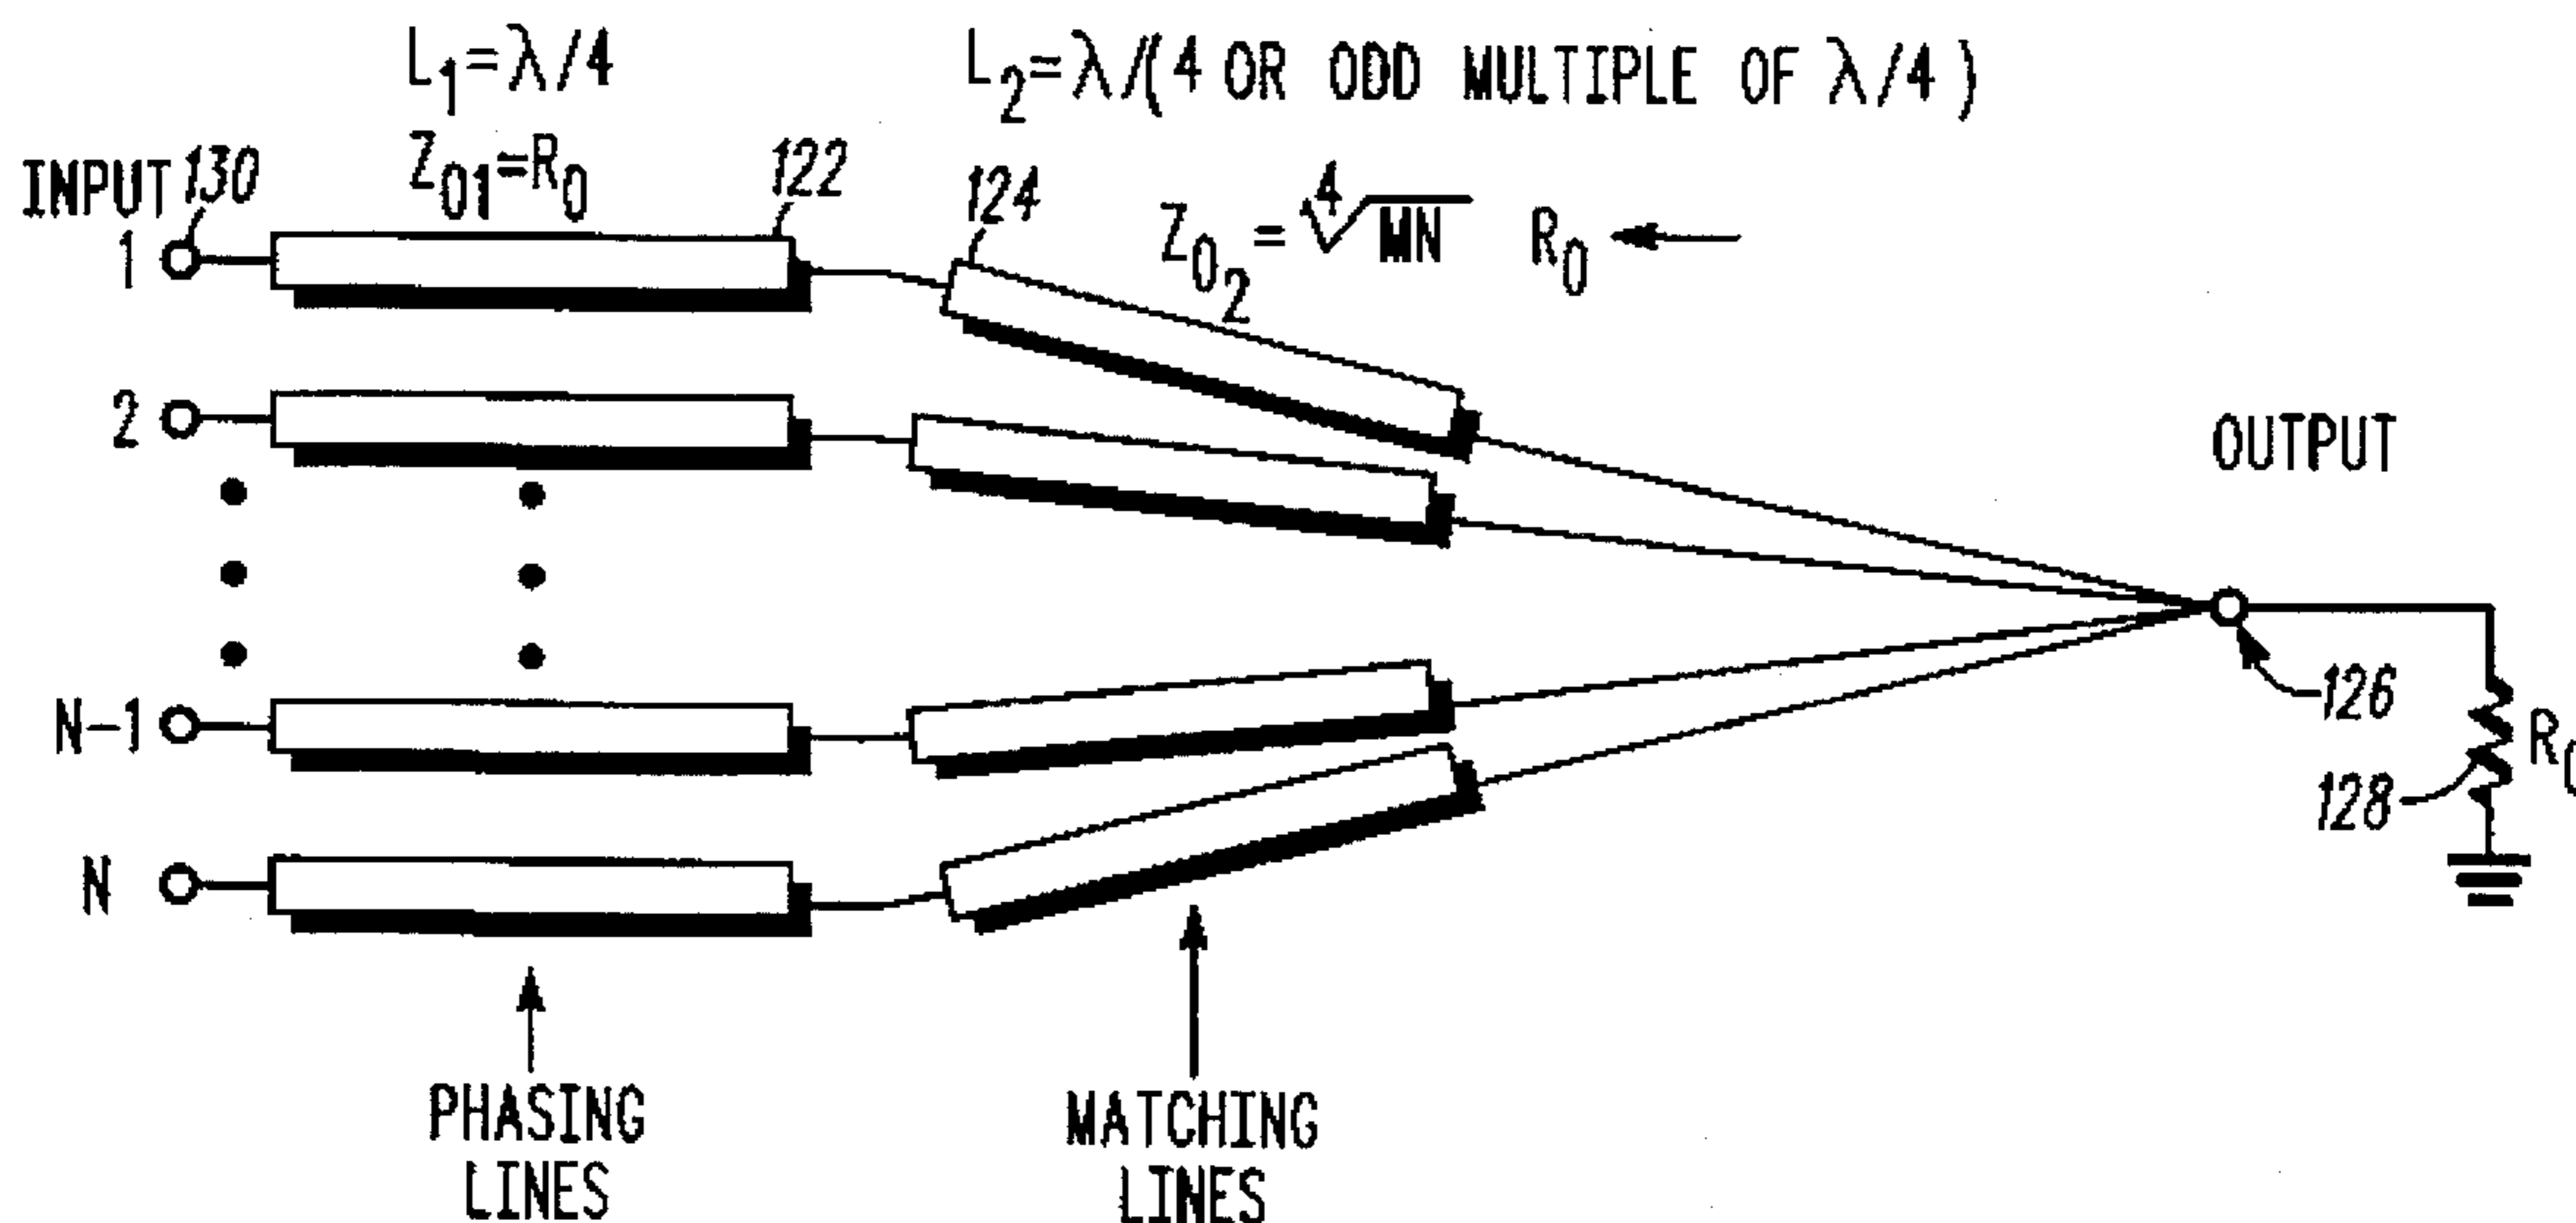 L₁=λ/4
L₂=λ/(4 OR ODD MULTIPLE OF λ/4)
INPUT 130
Z₀₁=R₀
122
124
Z₀₂ = ∜MN R₀
1
2
OUTPUT
N-1
126
R₀
128
N
PHASING
LINES
MATCHING
LINES